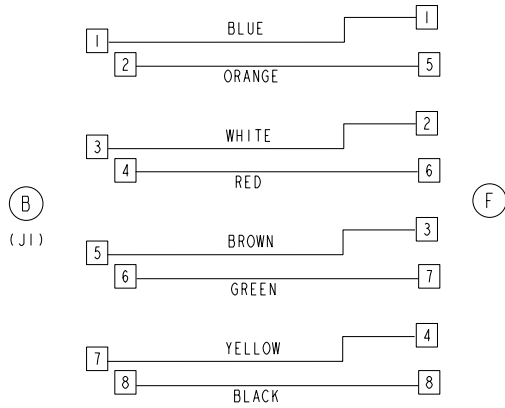 1 BLUE 1
2 ORANGE 5
3 WHITE 2
4 RED 6
B
(J1)
F
5 BROWN 3
6 GREEN 7
7 YELLOW 4
8 BLACK 8